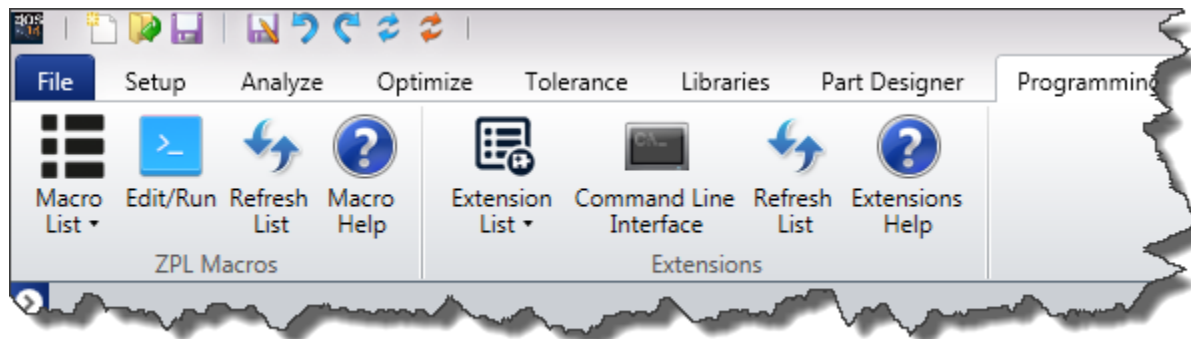 File Setup Analyze Optimize Tolerance Libraries Part Designer Programming
Macro List Edit/Run Refresh List Macro Help Extension List Command Line Interface Refresh List Extensions Help
ZPL Macros Extensions